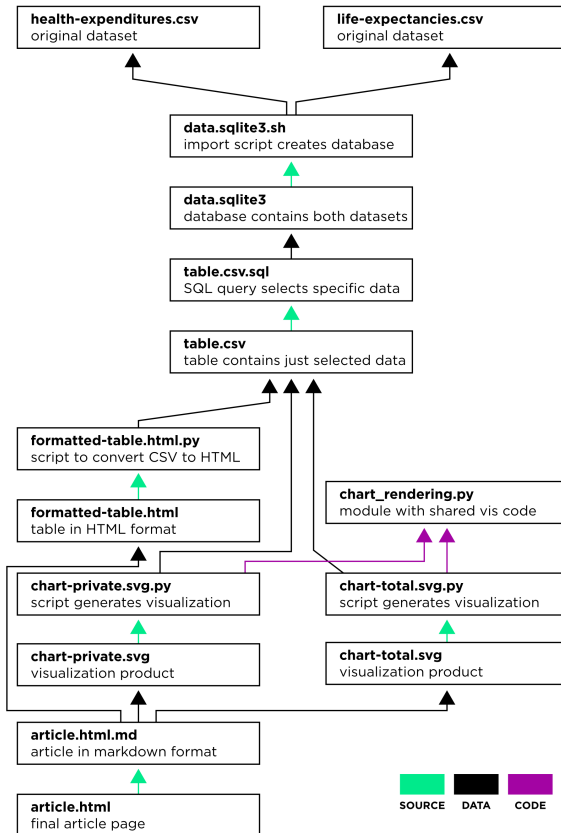 health-expenditures.csv
original dataset
life-expectancies.csv
original dataset
data.sqlite3.sh
import script creates database
data.sqlite3
database contains both datasets
table.csv.sql
SQL query selects specific data
table.csv
table contains just selected data
formatted-table.html.py
script to convert CSV to HTML
formatted-table.html
table in HTML format
chart_rendering.py
module with shared vis code
chart-private.svg.py
script generates visualization
chart-total.svg.py
script generates visualization
chart-private.svg
visualization product
chart-total.svg
visualization product
article.html.md
article in markdown format
article.html
final article page
SOURCE DATA CODE